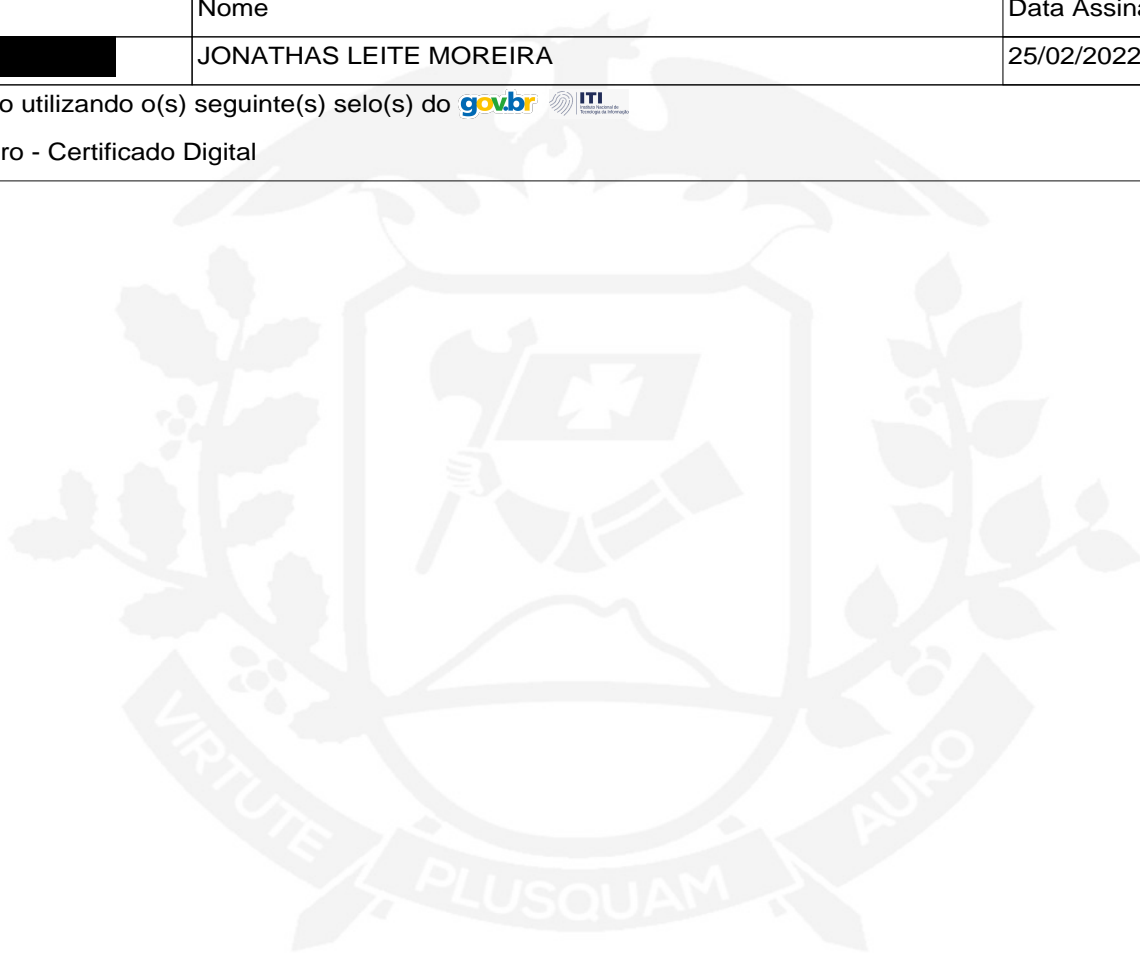 Nome Data Assina
JONATHAS LEITE MOREIRA 25/02/2022
o utilizando o(s) seguinte(s) selo(s) do gov.br ITI
ro - Certificado Digital
VIRTUTE PLUSQUAM AURO